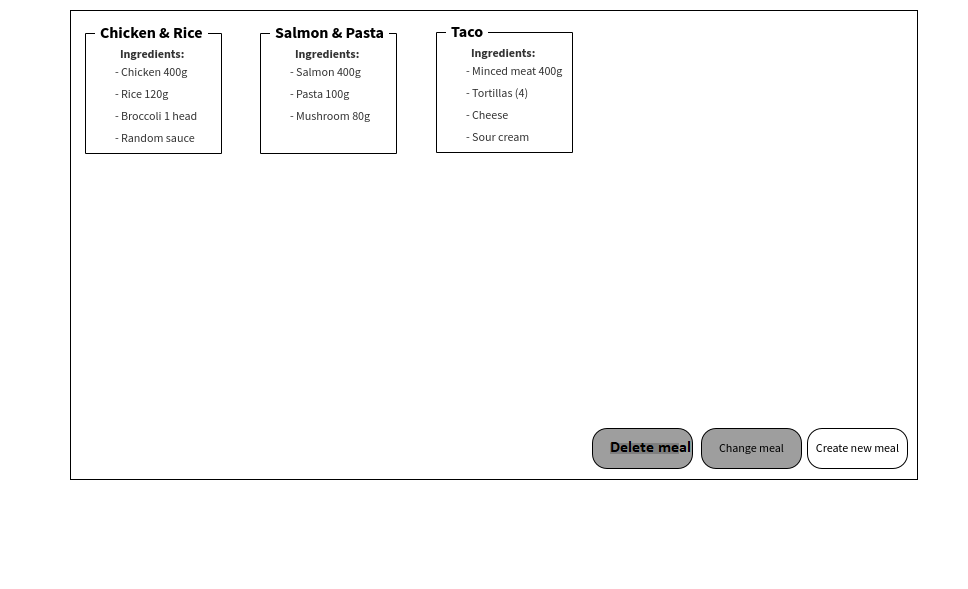 Chicken & Rice
Ingredients:
- Chicken 400g
- Rice 120g
- Broccoli 1 head
- Random sauce
Salmon & Pasta
Ingredients:
- Salmon 400g
- Pasta 100g
- Mushroom 80g
Taco
Ingredients:
- Minced meat 400g
- Tortillas (4)
- Cheese
- Sour cream
Delete meal
Change meal
Create new meal